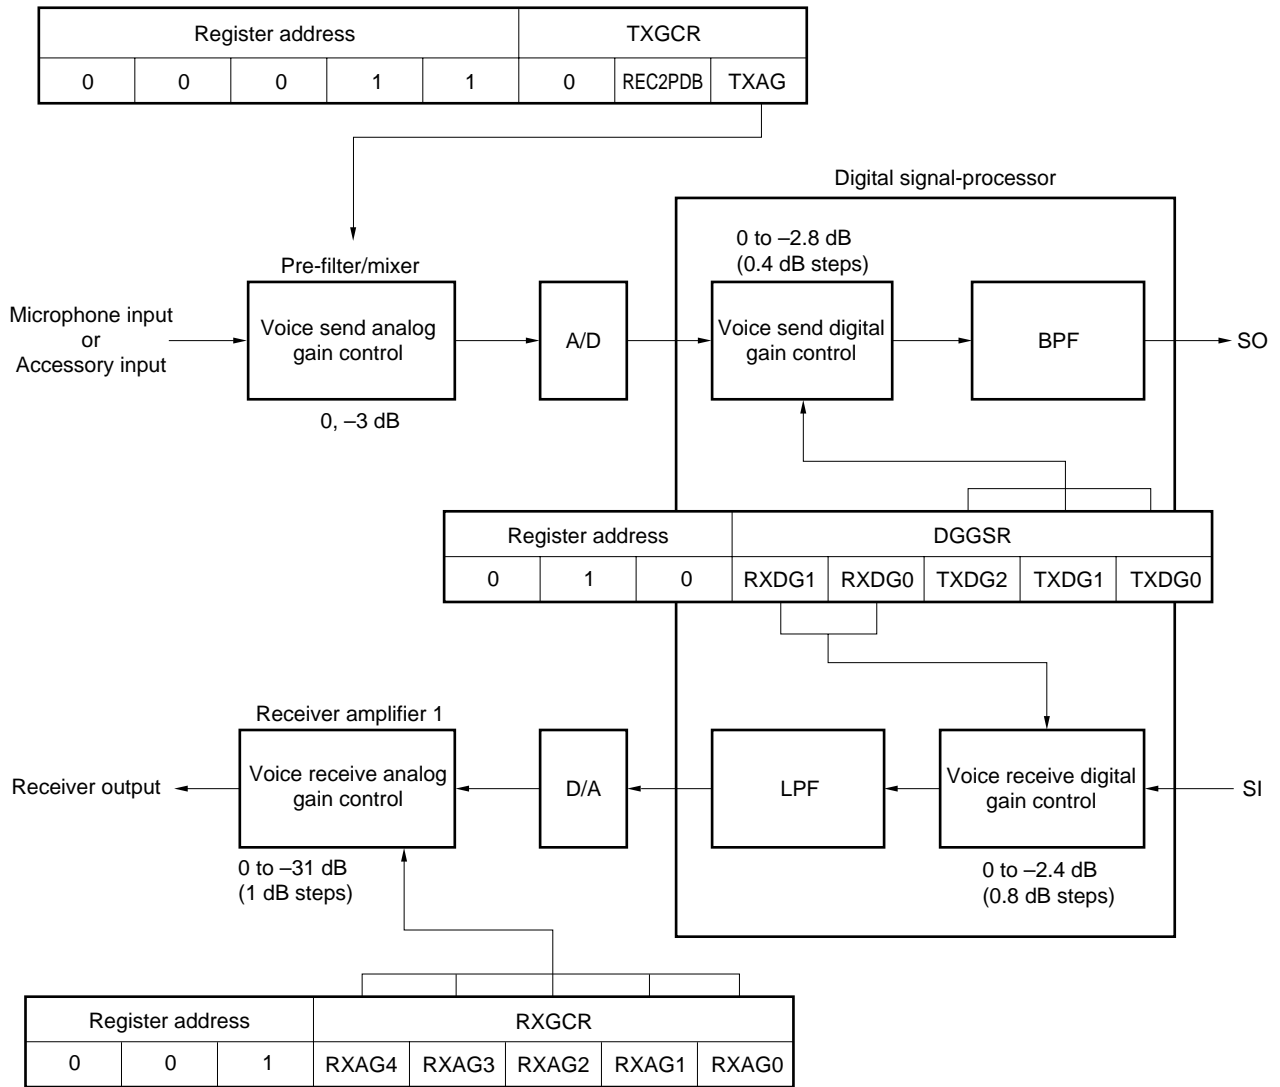 Register address TXGCR
0 0 0 1 1 0 REC2PDB TXAG
Digital signal-processor
0 to –2.8 dB
(0.4 dB steps)
Pre-filter/mixer
Microphone input
or
Accessory input
Voice send analog
gain control
A/D
Voice send digital
gain control
BPF
SO
0, –3 dB
Register address DGGSR
0 1 0 RXDG1 RXDG0 TXDG2 TXDG1 TXDG0
Receiver amplifier 1
Receiver output
Voice receive analog
gain control
D/A
LPF
Voice receive digital
gain control
SI
0 to –31 dB
(1 dB steps)
0 to –2.4 dB
(0.8 dB steps)
Register address RXGCR
0 0 1 RXAG4 RXAG3 RXAG2 RXAG1 RXAG0